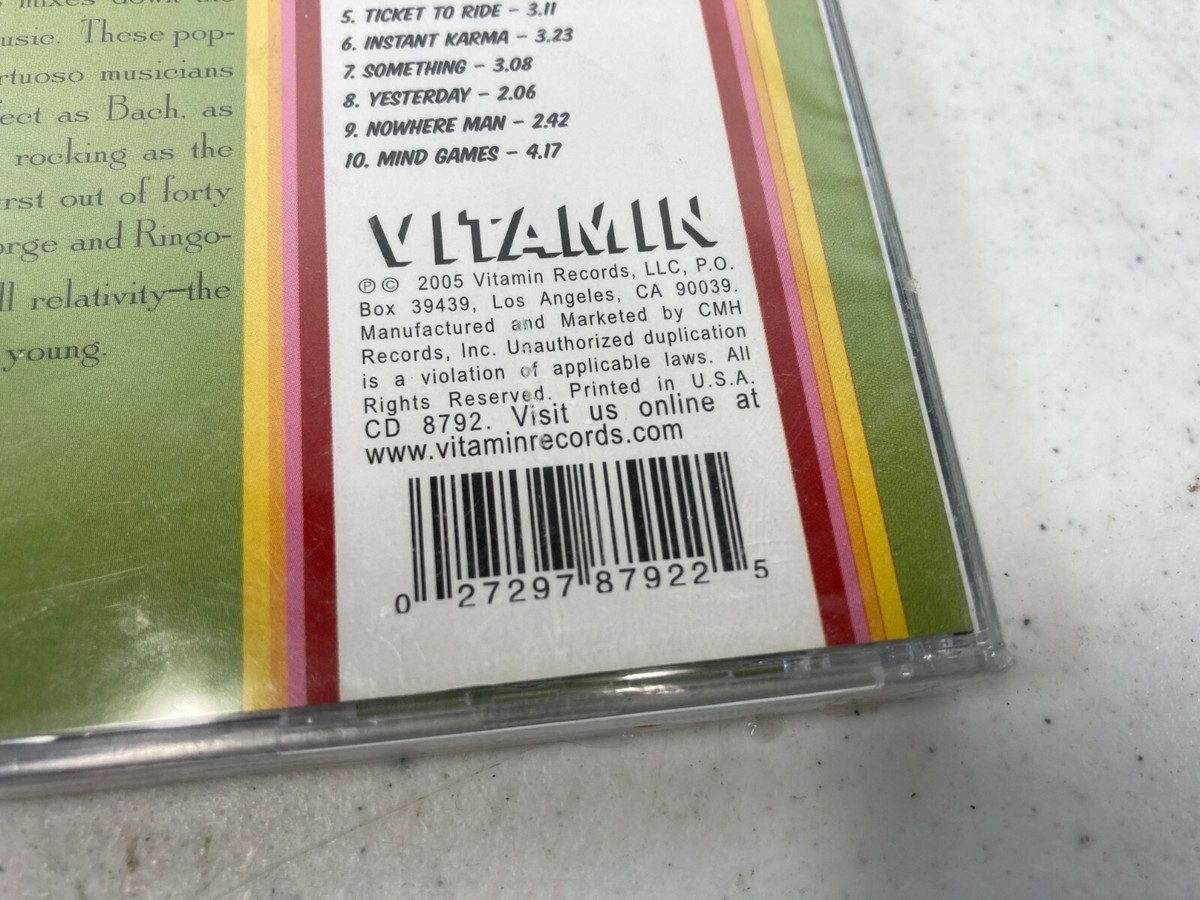 mixes down the
usic. These pop-
rtuoso musicians
ect as Bach, as
rocking as the
rst out of forty
orge and Ringo-
ll relativity—the
young.
5. TICKET TO RIDE – 3.11
6. INSTANT KARMA – 3.23
7. SOMETHING – 3.08
8. YESTERDAY – 2.06
9. NOWHERE MAN – 2.42
10. MIND GAMES – 4.17
VITAMIN
℗ © 2005 Vitamin Records, LLC, P.O.
Box 39439, Los Angeles, CA 90039.
Manufactured and Marketed by CMH
Records, Inc. Unauthorized duplication
is a violation of applicable laws. All
Rights Reserved. Printed in U.S.A.
CD 8792. Visit us online at
www.vitaminrecords.com
0 27297 87922 5